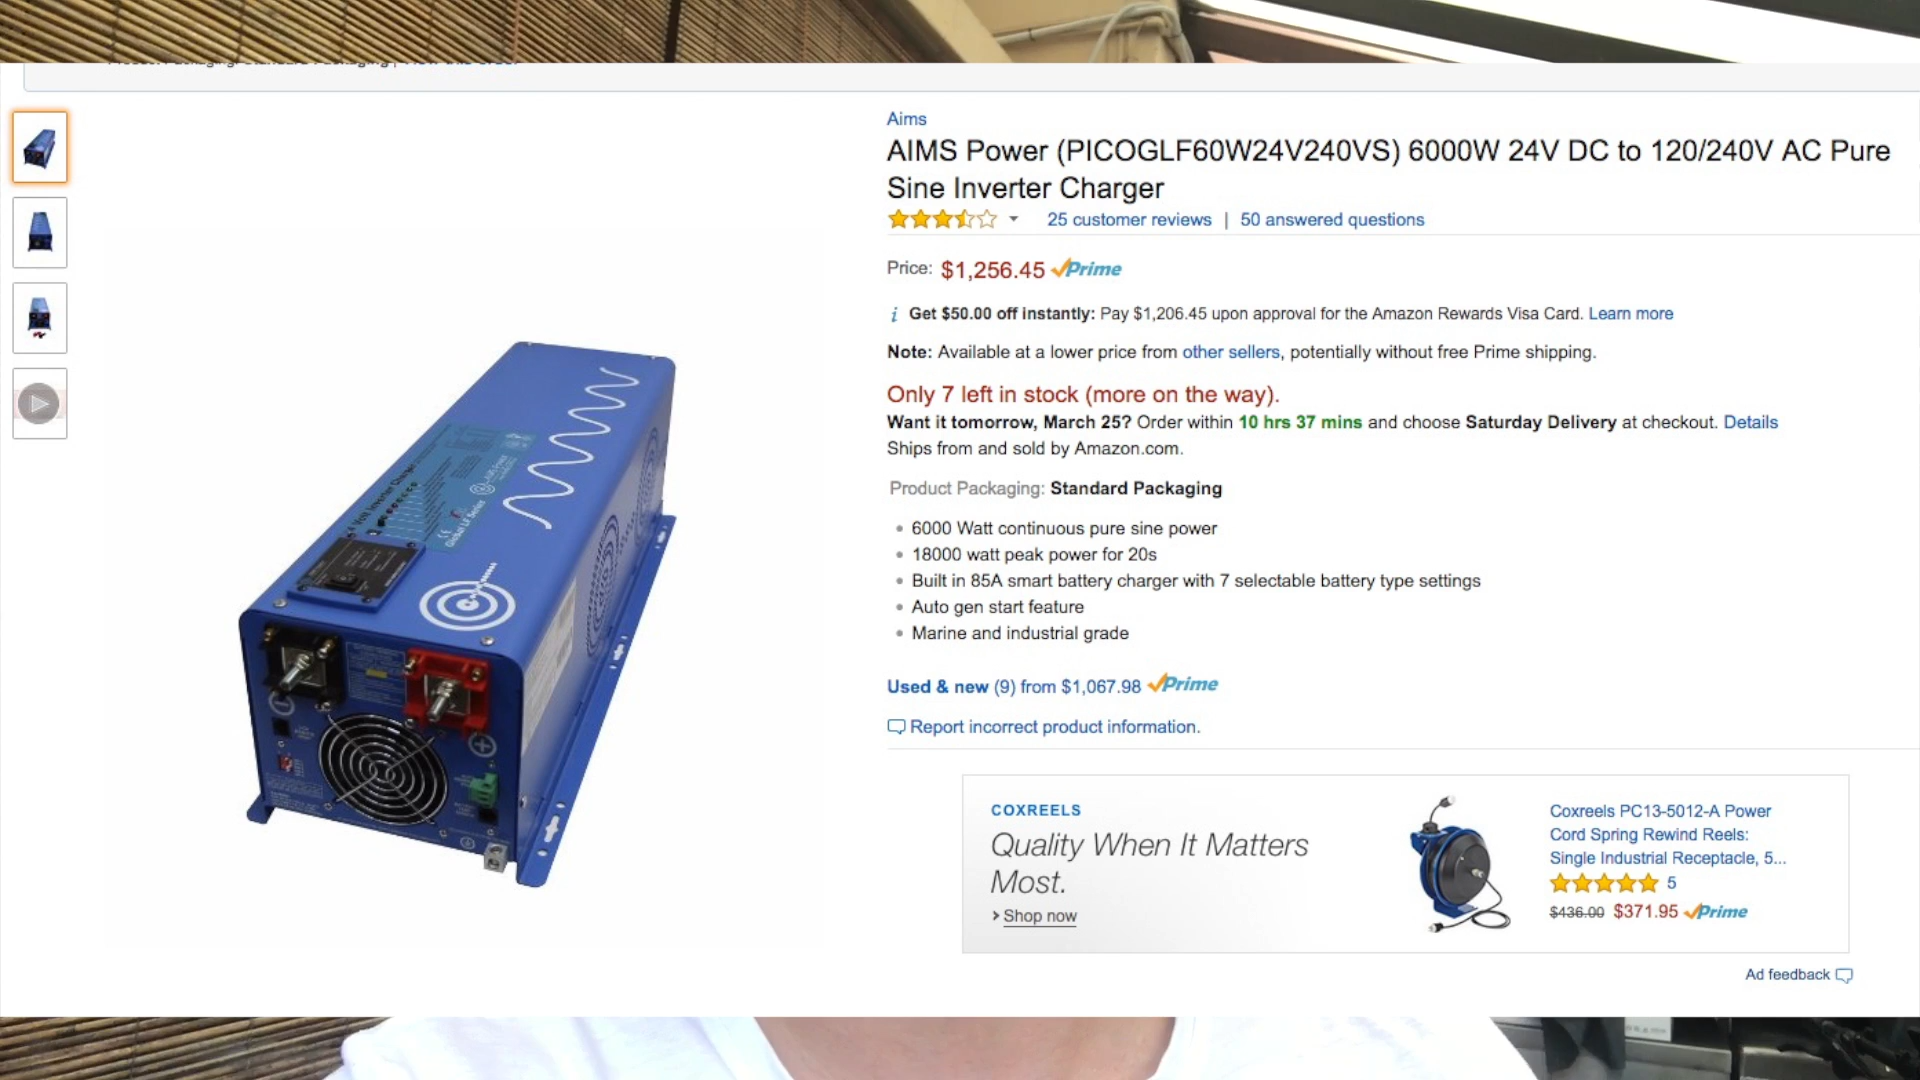 Aims
AIMS Power (PICOGLF60W24V240VS) 6000W 24V DC to 120/240V AC Pure
Sine Inverter Charger
25 customer reviews | 50 answered questions
Price: $1,256.45 Prime
i Get $50.00 off instantly: Pay $1,206.45 upon approval for the Amazon Rewards Visa Card. Learn more
Note: Available at a lower price from other sellers, potentially without free Prime shipping.
Only 7 left in stock (more on the way).
Want it tomorrow, March 25? Order within 10 hrs 37 mins and choose Saturday Delivery at checkout. Details
Ships from and sold by Amazon.com.
Product Packaging: Standard Packaging
• 6000 Watt continuous pure sine power
• 18000 watt peak power for 20s
• Built in 85A smart battery charger with 7 selectable battery type settings
• Auto gen start feature
• Marine and industrial grade
Used & new (9) from $1,067.98 Prime
Report incorrect product information.
COXREELS
Quality When It Matters
Most.
› Shop now
Coxreels PC13-5012-A Power
Cord Spring Rewind Reels:
Single Industrial Receptacle, 5...
5
$436.00 $371.95 Prime
Ad feedback